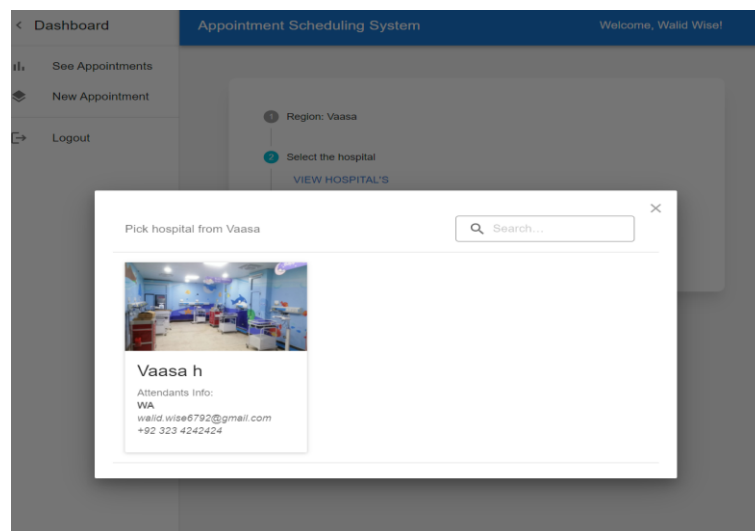 Dashboard
Appointment Scheduling System
Welcome, Walid Wise!
See Appointments
New Appointment
Logout
1 Region: Vaasa
2 Select the hospital
VIEW HOSPITAL'S
Pick hospital from Vaasa
Search...
Vaasa h
Attendants Info:
WA
walid.wise6792@gmail.com
+92 323 4242424